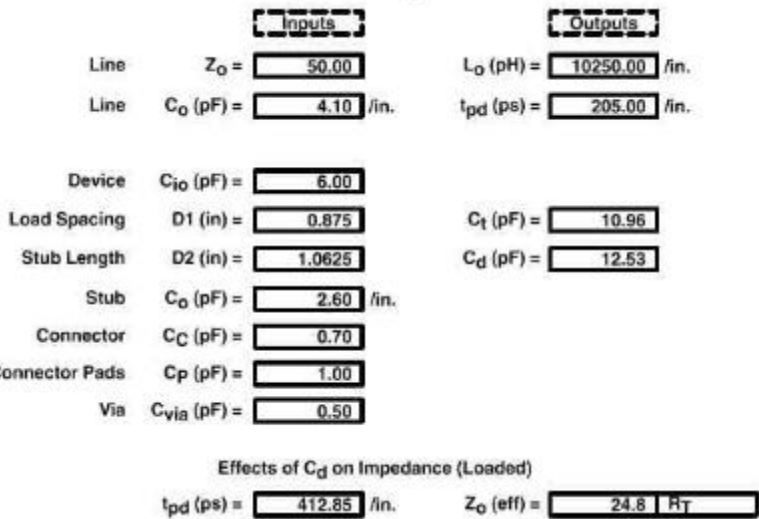 Inputs Outputs
Line Zo = 50.00 Lo (pH) = 10250.00 /in.
Line Co (pF) = 4.10 /in. tpd (ps) = 205.00 /in.
Device Cio (pF) = 6.00
Load Spacing D1 (in) = 0.875 Ct (pF) = 10.96
Stub Length D2 (in) = 1.0625 Cd (pF) = 12.53
Stub Co (pF) = 2.60 /in.
Connector CC (pF) = 0.70
Connector Pads CP (pF) = 1.00
Via Cvia (pF) = 0.50
Effects of Cd on Impedance (Loaded)
tpd (ps) = 412.85 /in. Zo (eff) = 24.8 RT